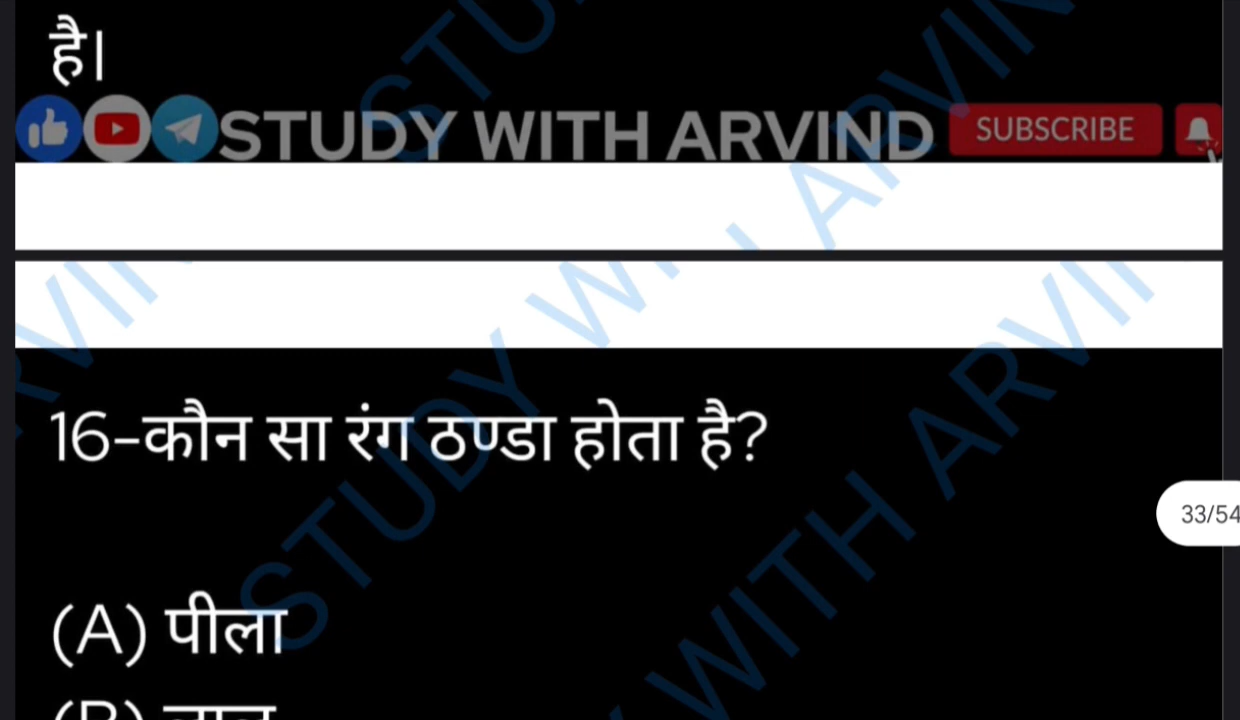 है।
STUDY WITH ARVIND SUBSCRIBE
16-कौन सा रंग ठण्डा होता है?
33/54
(A) पीला